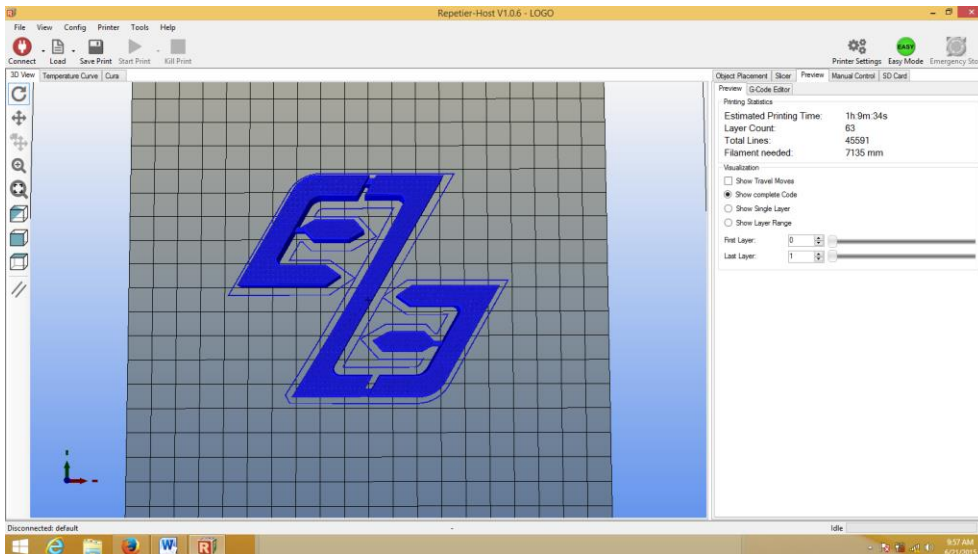 Repetier-Host V1.0.6 - LOGO
File View Config Printer Tools Help
Connect Load Save Print Start Print Kill Print Printer Settings Easy Mode Emergency Sto
EASY
3D View Temperature Curve Cura
Object Placement Slicer Preview Manual Control SD Card
Preview G-Code Editor
Printing Statistics
Estimated Printing Time: 1h:9m:34s
Layer Count: 63
Total Lines: 45591
Filament needed: 7135 mm
Visualization
Show Travel Moves
Show complete Code
Show Single Layer
Show Layer Range
First Layer: 0
Last Layer: 1
Disconnected: default - Idle
9:57 AM